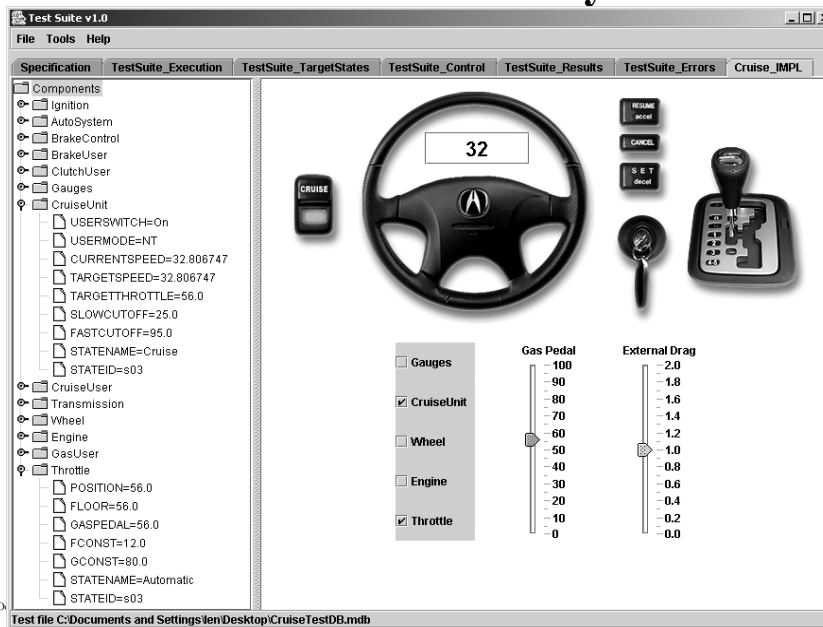 Test Suite v1.0
File Tools Help
Specification TestSuite_Execution TestSuite_TargetStates TestSuite_Control TestSuite_Results TestSuite_Errors Cruise_IMPL
Components
Ignition
AutoSystem
BrakeControl
BrakeUser
ClutchUser
Gauges
CruiseUnit
USERSWITCH=On
USERMODE=NT
CURRENTSPEED=32.806747
TARGETSPEED=32.806747
TARGETTHROTTLE=56.0
SLOWCUTOFF=25.0
FASTCUTOFF=95.0
STATENAME=Cruise
STATEID=s03
CruiseUser
Transmission
Wheel
Engine
GasUser
Throttle
POSITION=56.0
FLOOR=56.0
GASPEDAL=56.0
FCONST=12.0
GCONST=80.0
STATENAME=Automatic
STATEID=s03
CRUISE
32
RESUME
accel
CANCEL
SET
decel
Gauges
CruiseUnit
Wheel
Engine
Throttle
Gas Pedal
100
90
80
70
60
50
40
30
20
10
0
External Drag
2.0
1.8
1.6
1.4
1.2
1.0
0.8
0.6
0.4
0.2
0.0
Test file C:\Documents and Settings\len\Desktop\CruiseTestDB.mdb